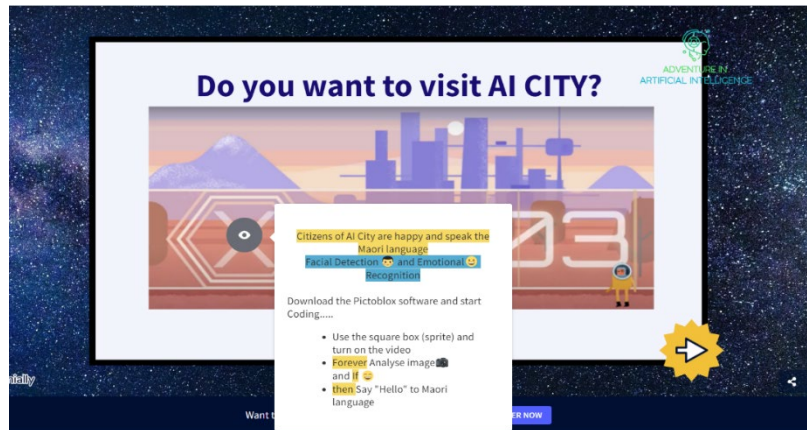 ADVENTURE IN
ARTIFICIAL INTELLIGENCE
Do you want to visit AI CITY?
03
Citizens of AI City are happy and speak the
Maori language
Facial Detection 👨 and Emotional 😀
Recognition
Download the Pictoblox software and start
Coding.....
• Use the square box (sprite) and
turn on the video
• Forever Analyse image📷
and If 😀
• then Say "Hello" to Maori
language
Want
NOW